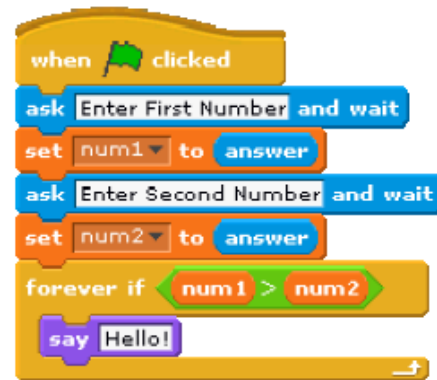 when clicked
ask Enter First Number and wait
set num1 to answer
ask Enter Second Number and wait
set num2 to answer
forever if num1 > num2
say Hello!